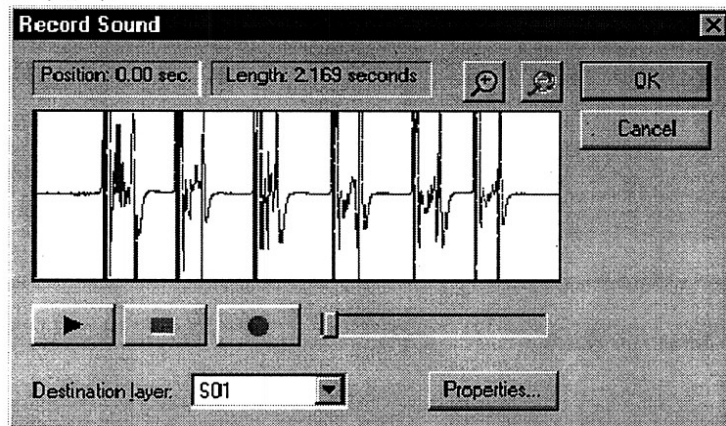 Record Sound
Position: 0.00 sec.
Length: 2.169 seconds
OK
Cancel
Destination layer:
S01
Properties...